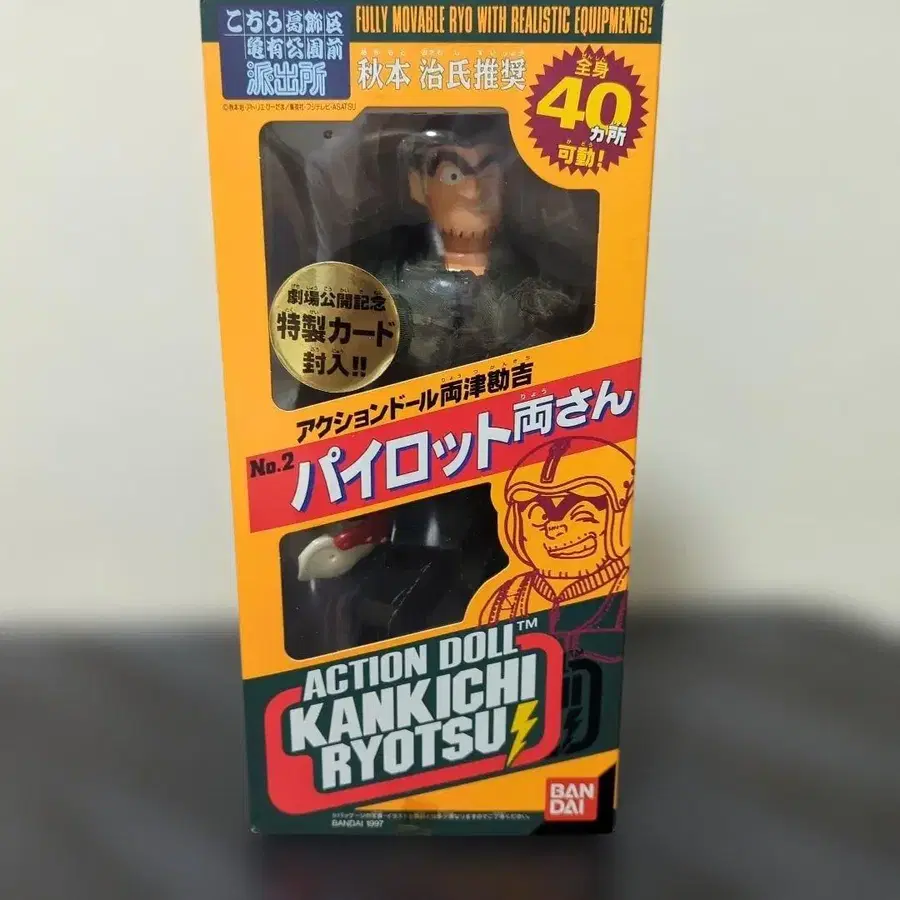 こちら葛飾区
亀有公園前
派出所
FULLY MOVABLE RYO WITH REALISTIC EQUIPMENTS!
秋本 治氏推奨
全身
40
カ所
可動!
劇場公開記念
特製カード
封入!!
アクションドール両津勘吉
No.2
パイロット両さん
ACTION DOLL™
KANKICHI
RYOTSU
BAN
DAI
BANDAI 1997